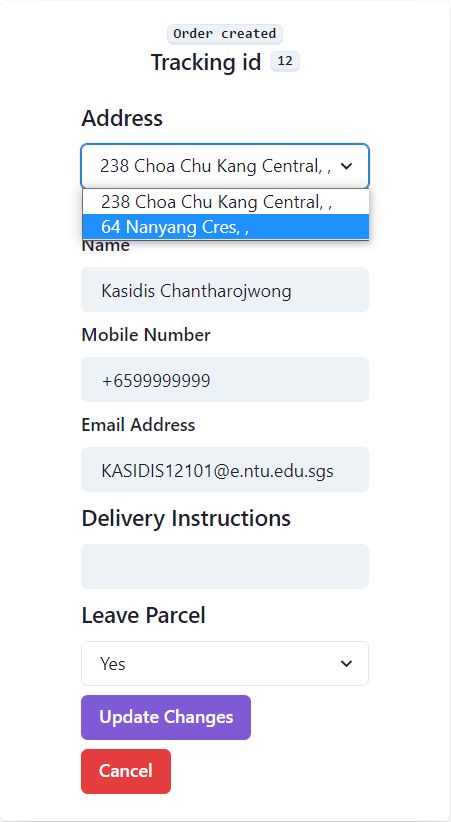 Order created
Tracking id 12
Address
238 Choa Chu Kang Central, ,
238 Choa Chu Kang Central, ,
64 Nanyang Cres, ,
Name
Kasidis Chantharojwong
Mobile Number
+6599999999
Email Address
KASIDIS12101@e.ntu.edu.sgs
Delivery Instructions
Leave Parcel
Yes
Update Changes
Cancel